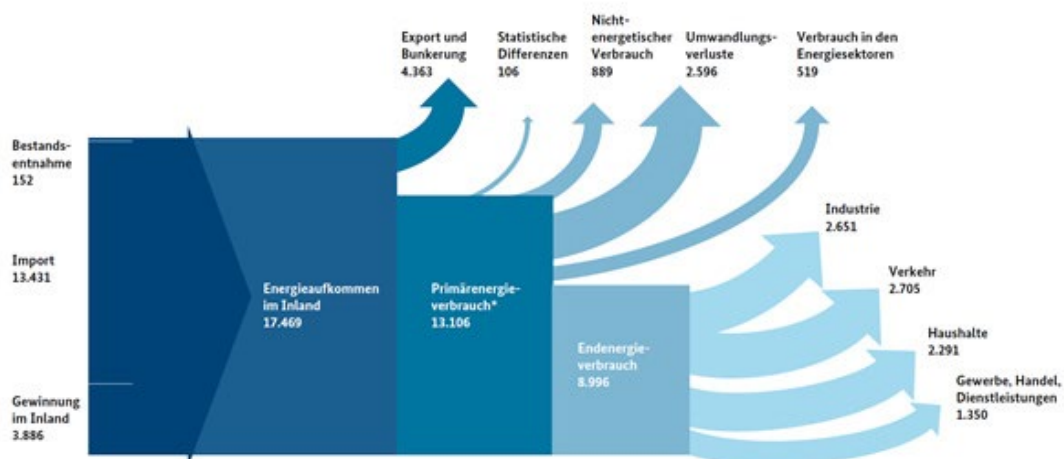 Export und
Bunkerung
4.363
Statistische
Differenzen
106
Nicht-
energetischer
Verbrauch
889
Umwandlungs-
verluste
2.596
Verbrauch in den
Energiesektoren
519
Bestands-
entnahme
152
Import
13.431
Gewinnung
im Inland
3.886
Energieaufkommen
im Inland
17.469
Primärenergie-
verbrauch*
13.106
Endenergie-
verbrauch
8.996
Industrie
2.651
Verkehr
2.705
Haushalte
2.291
Gewerbe, Handel,
Dienstleistungen
1.350